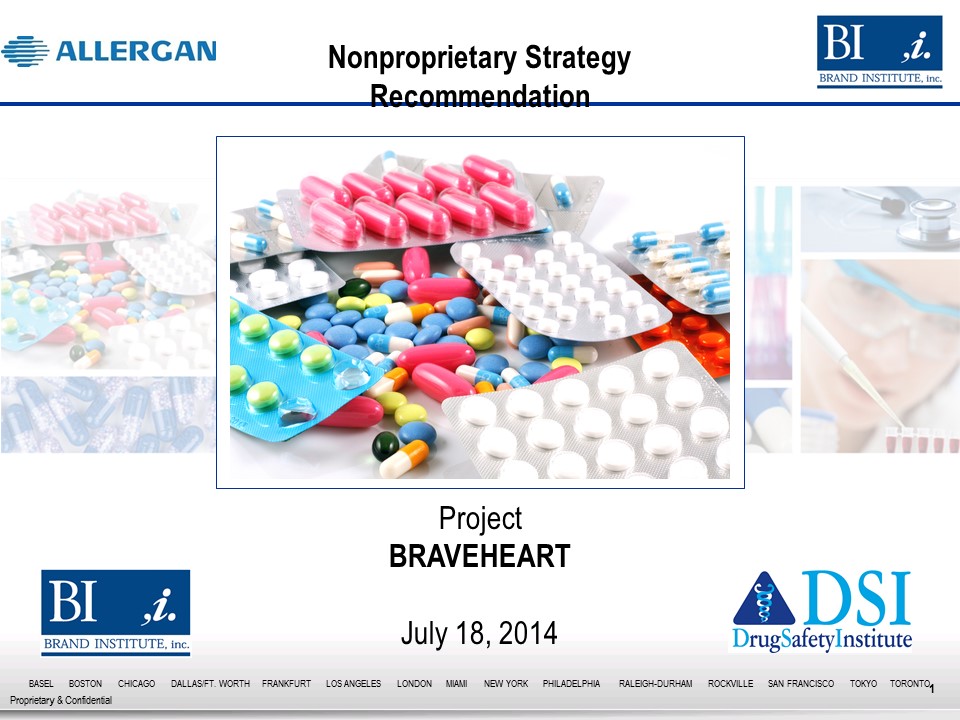 ALLERGAN
Nonproprietary Strategy
Recommendation
BI ,i.
BRAND INSTITUTE, inc.
Project
BRAVEHEART
July 18, 2014
BI ,i.
BRAND INSTITUTE, inc.
DSI
DrugSafetyInstitute
BASEL BOSTON CHICAGO DALLAS/FT. WORTH FRANKFURT LOS ANGELES LONDON MIAMI NEW YORK PHILADELPHIA RALEIGH-DURHAM ROCKVILLE SAN FRANCISCO TOKYO TORONTO
1
Proprietary & Confidential